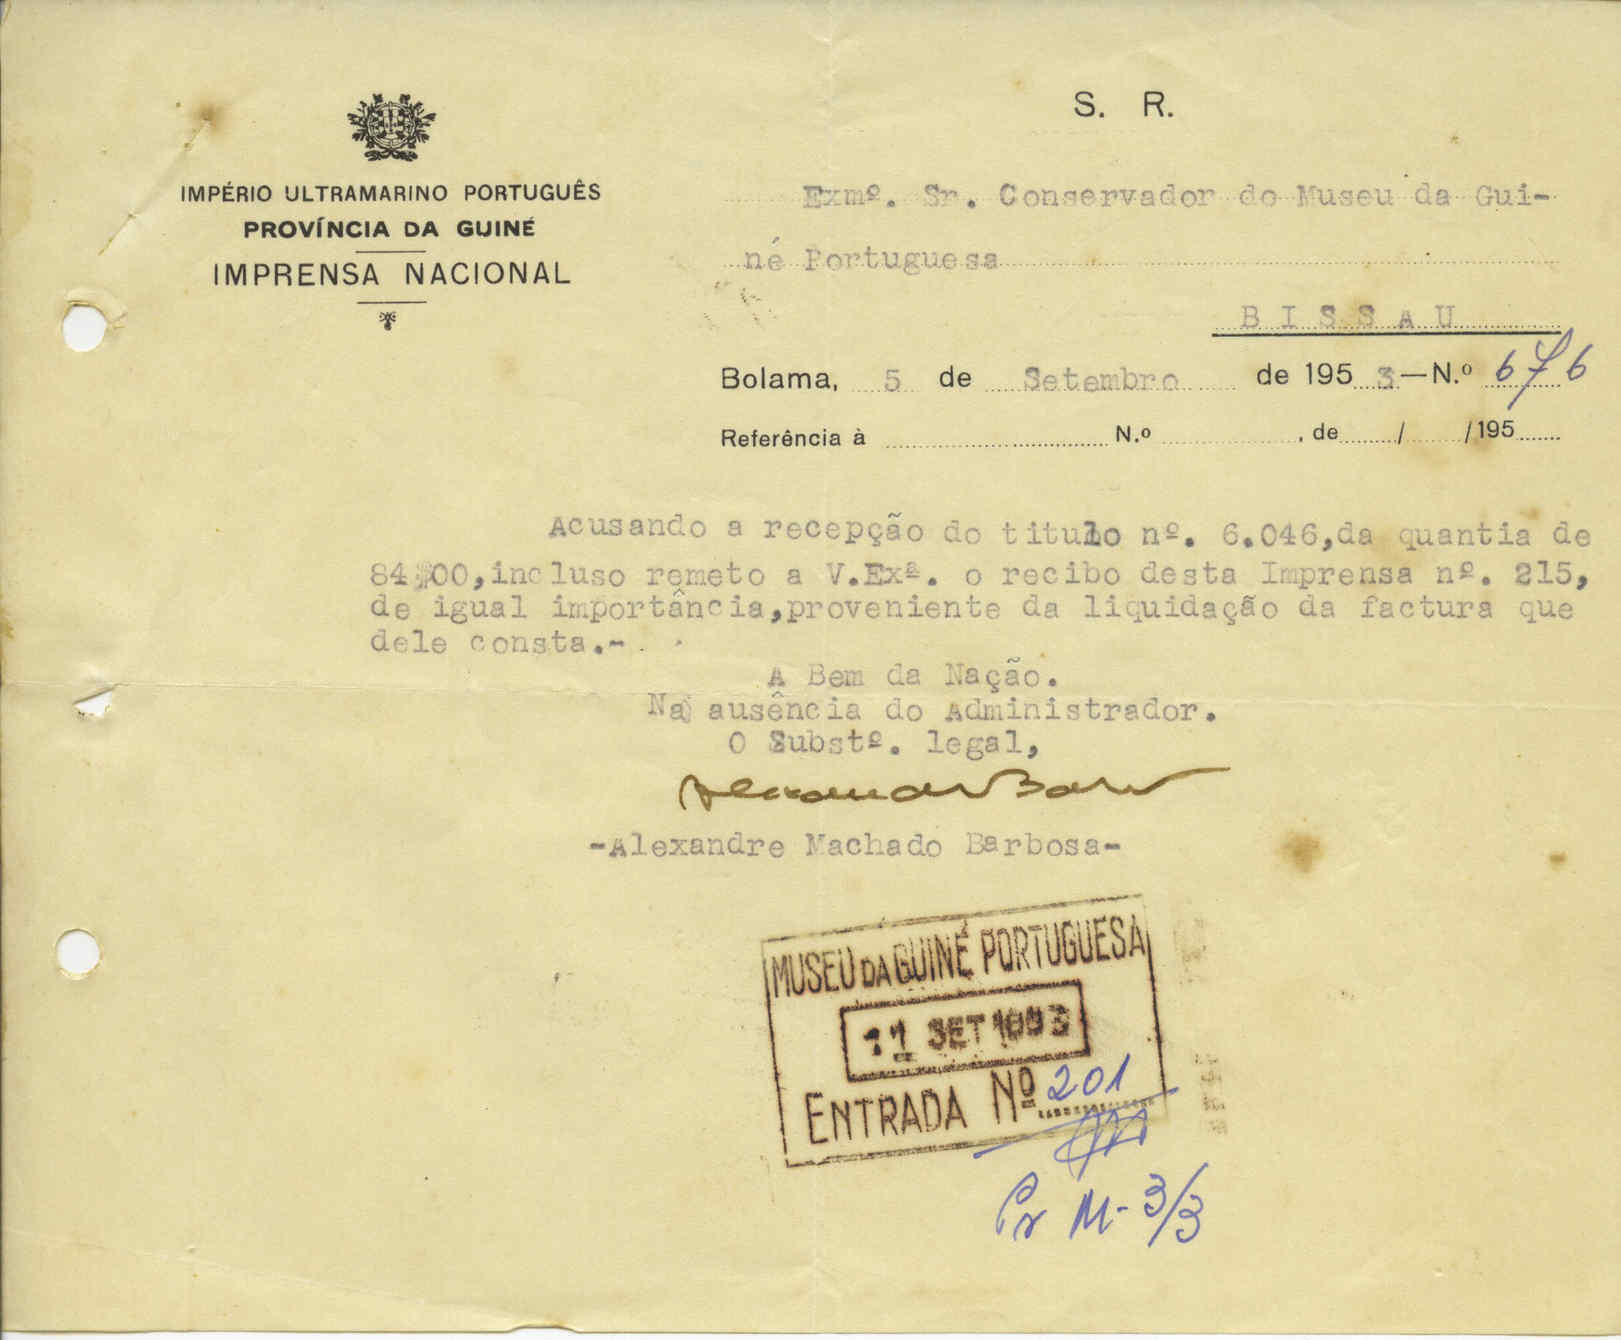 S. R.
IMPÉRIO ULTRAMARINO PORTUGUÊS
PROVÍNCIA DA GUINÉ
IMPRENSA NACIONAL
Exmº. Sr. Conservador do Museu da Gui-
né Portuguesa
BISSAU
Bolama, 5 de Setembro de 1953—N.º 676
Referência à N.º , de / /195
Acusando a recepção do titulo nº. 6.046,da quantia de
84$00,incluso remeto a V.Exª. o recibo desta Imprensa nº. 215,
de igual importância,proveniente da liquidação da factura que
dele consta.-
A Bem da Nação.
Na ausência do Administrador.
O Substº. legal,
-Alexandre Machado Barbosa-
MUSEU DA GUINÉ PORTUGUESA
11 SET 1953
ENTRADA Nº 201
Pr M-3/3